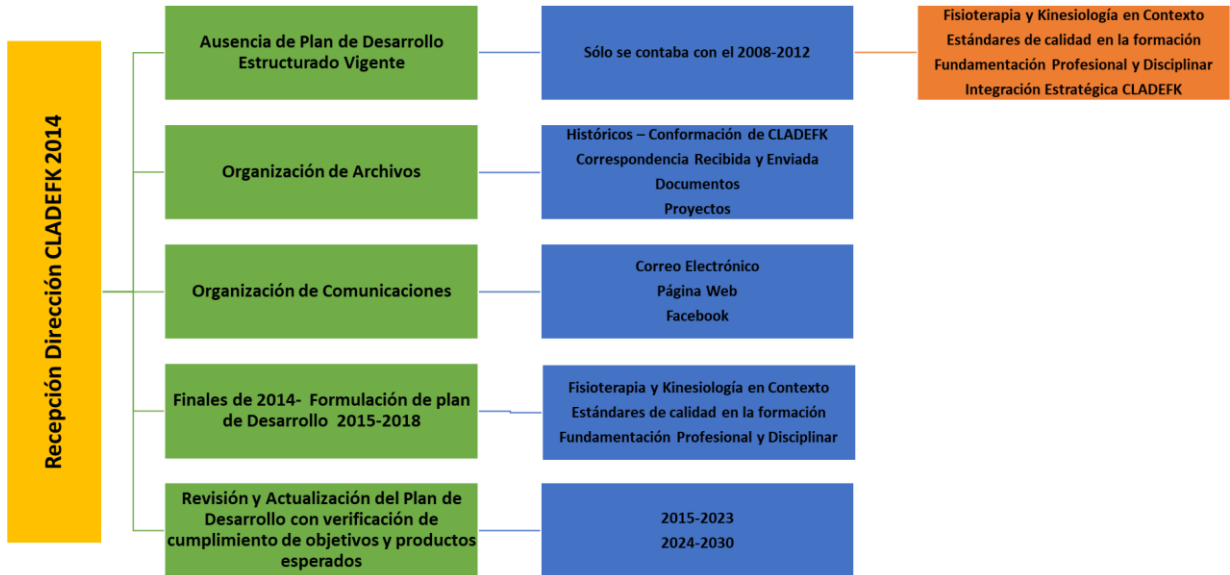 Recepción Dirección CLADEFK 2014
Ausencia de Plan de Desarrollo
Estructurado Vigente
Sólo se contaba con el 2008-2012
Fisioterapia y Kinesiología en Contexto
Estándares de calidad en la formación
Fundamentación Profesional y Disciplinar
Integración Estratégica CLADEFK
Organización de Archivos
Históricos – Conformación de CLADEFK
Correspondencia Recibida y Enviada
Documentos
Proyectos
Organización de Comunicaciones
Correo Electrónico
Página Web
Facebook
Finales de 2014- Formulación de plan
de Desarrollo 2015-2018
Fisioterapia y Kinesiología en Contexto
Estándares de calidad en la formación
Fundamentación Profesional y Disciplinar
Revisión y Actualización del Plan de
Desarrollo con verificación de
cumplimiento de objetivos y productos
esperados
2015-2023
2024-2030